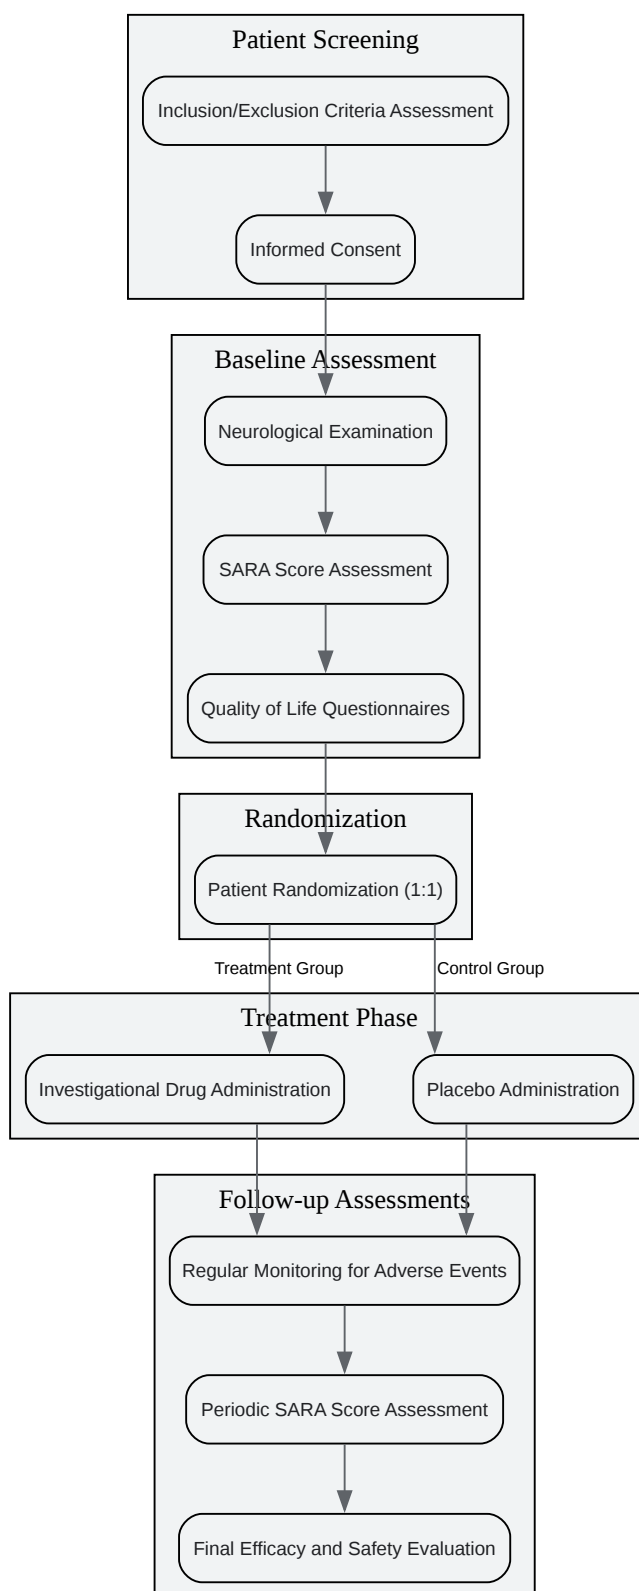 Patient Screening
Inclusion/Exclusion Criteria Assessment
Informed Consent
Baseline Assessment
Neurological Examination
SARA Score Assessment
Quality of Life Questionnaires
Randomization
Patient Randomization (1:1)
Treatment Group
Control Group
Treatment Phase
Investigational Drug Administration
Placebo Administration
Follow-up Assessments
Regular Monitoring for Adverse Events
Periodic SARA Score Assessment
Final Efficacy and Safety Evaluation